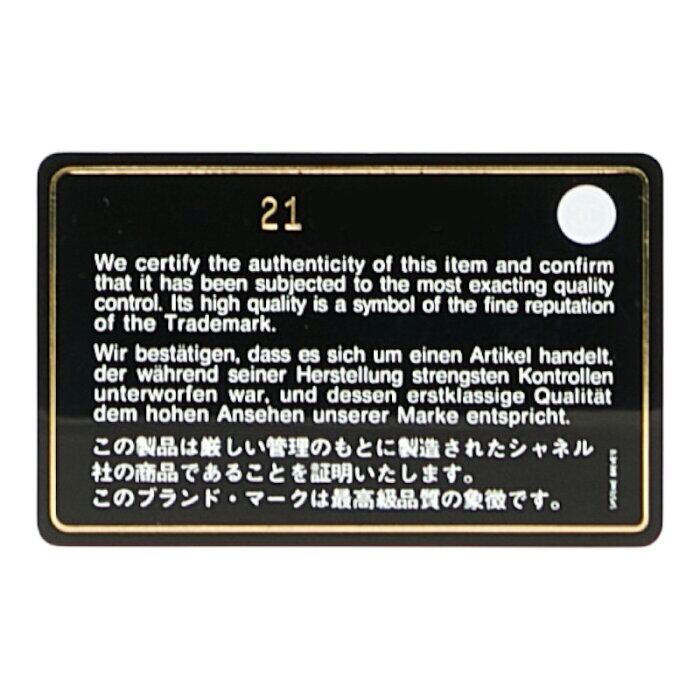 21
We certify the authenticity of this item and confirm
that it has been subjected to the most exacting quality
control. Its high quality is a symbol of the fine reputation
of the Trademark.
Wir bestätigen, dass es sich um einen Artikel handelt,
der während seiner Herstellung strengsten Kontrollen
unterworfen war, und dessen erstklassige Qualität
dem hohen Ansehen unserer Marke entspricht.
この製品は厳しい管理のもとに製造されたシャネル
社の商品であることを証明いたします。
このブランド・マークは最高級品質の象徴です。